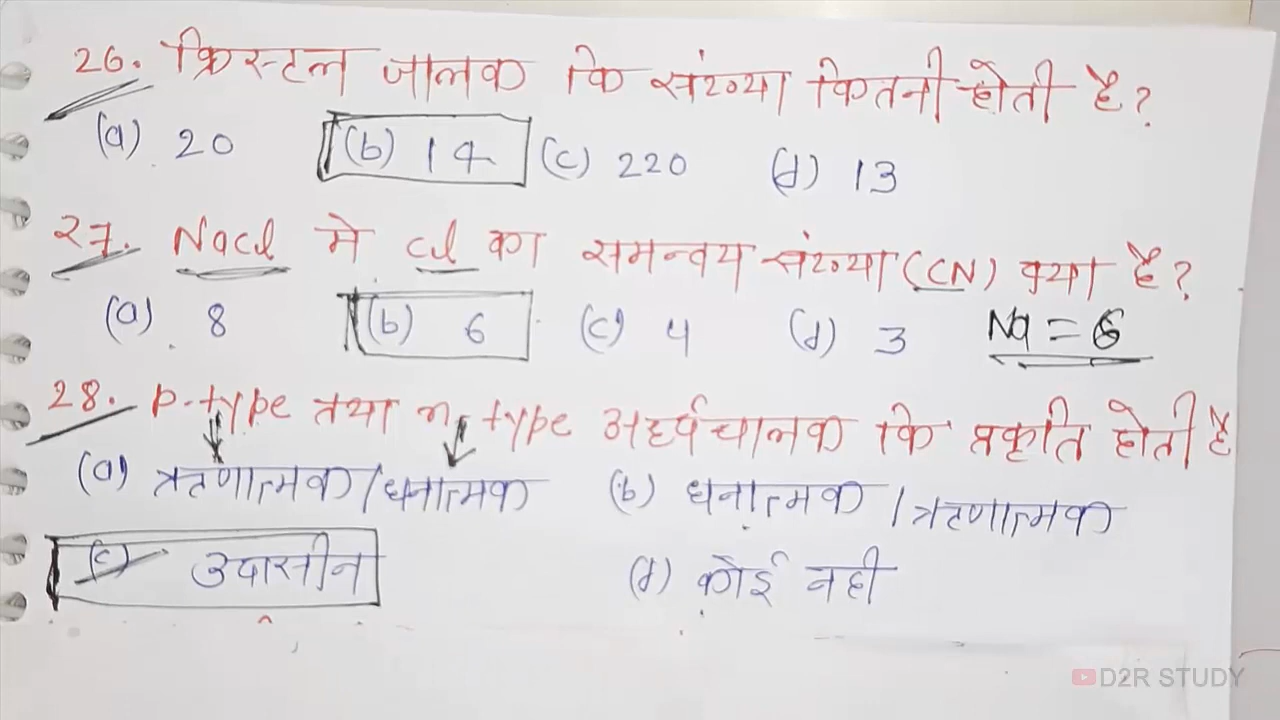 26. क्रिस्टल जालक कि संख्या कितनी होती है?
(a) 20 (b) 14 (c) 220 (d) 13
27. Nacl मे cl का समन्वय संख्या (CN) क्या है?
(a) 8 (b) 6 (c) 4 (d) 3 Na = 6
28. P-type तथा n type अर्धचालक कि प्रकृति होती है
(a) ऋणात्मक/धनात्मक (b) धनात्मक/ऋणात्मक
(c) उदासीन (d) कोई नही
D2R STUDY